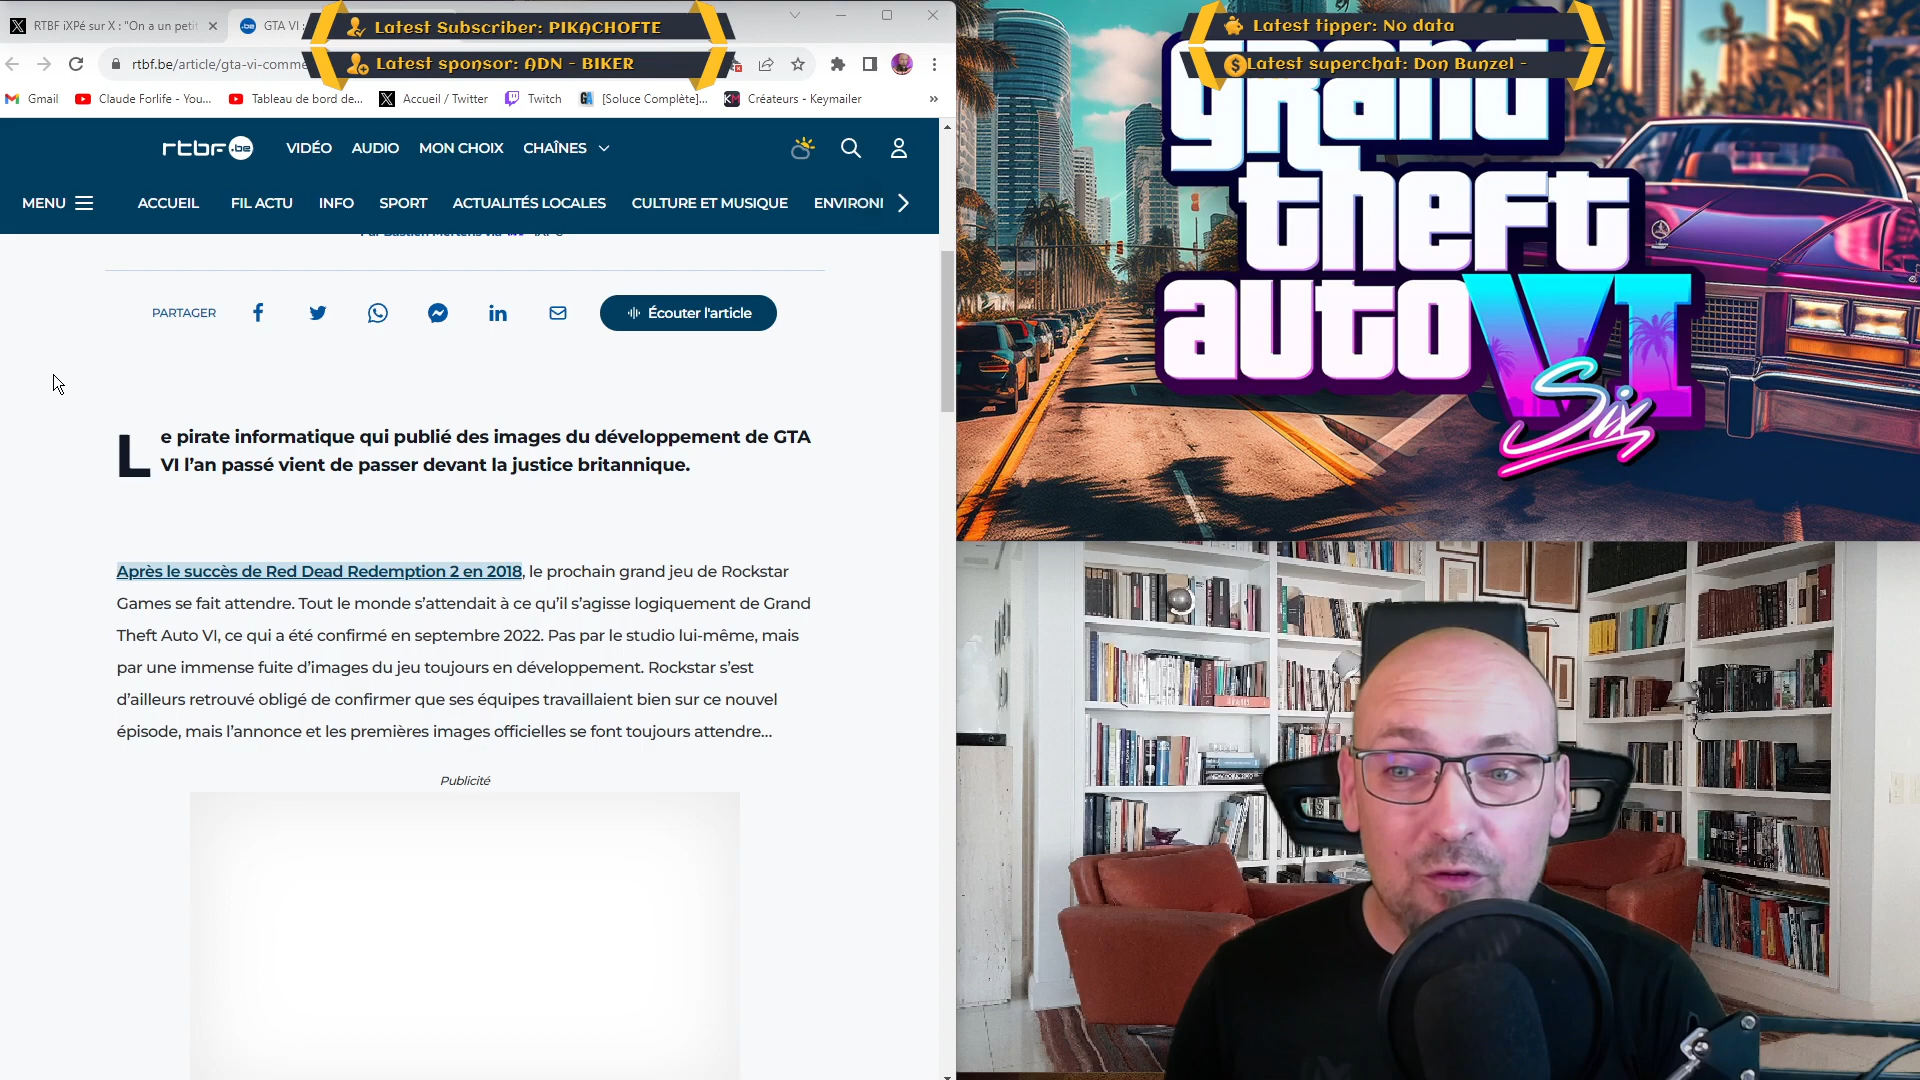 RTBF iXPé sur X : "On a un petit
GTA VI :
Latest Subscriber: PIKACHOFTE
Latest tipper: No data
rtbf.be/article/gta-vi-comme
Latest sponsor: ADN - BIKER
Latest superchat: Don Bunzel -
Gmail
Claude Forlife - You...
Tableau de bord de...
Accueil / Twitter
Twitch
[Soluce Complète]...
Créateurs - Keymailer
»
rtbf.be
VIDÉO
AUDIO
MON CHOIX
CHAÎNES
MENU
ACCUEIL
FIL ACTU
INFO
SPORT
ACTUALITÉS LOCALES
CULTURE ET MUSIQUE
ENVIRONI
PARTAGER
Écouter l'article
Le pirate informatique qui publié des images du développement de GTA
VI l'an passé vient de passer devant la justice britannique.
Après le succès de Red Dead Redemption 2 en 2018, le prochain grand jeu de Rockstar
Games se fait attendre. Tout le monde s'attendait à ce qu'il s'agisse logiquement de Grand
Theft Auto VI, ce qui a été confirmé en septembre 2022. Pas par le studio lui-même, mais
par une immense fuite d'images du jeu toujours en développement. Rockstar s'est
d'ailleurs retrouvé obligé de confirmer que ses équipes travaillaient bien sur ce nouvel
épisode, mais l'annonce et les premières images officielles se font toujours attendre...
Publicité
grand
theft
auto VI
Six